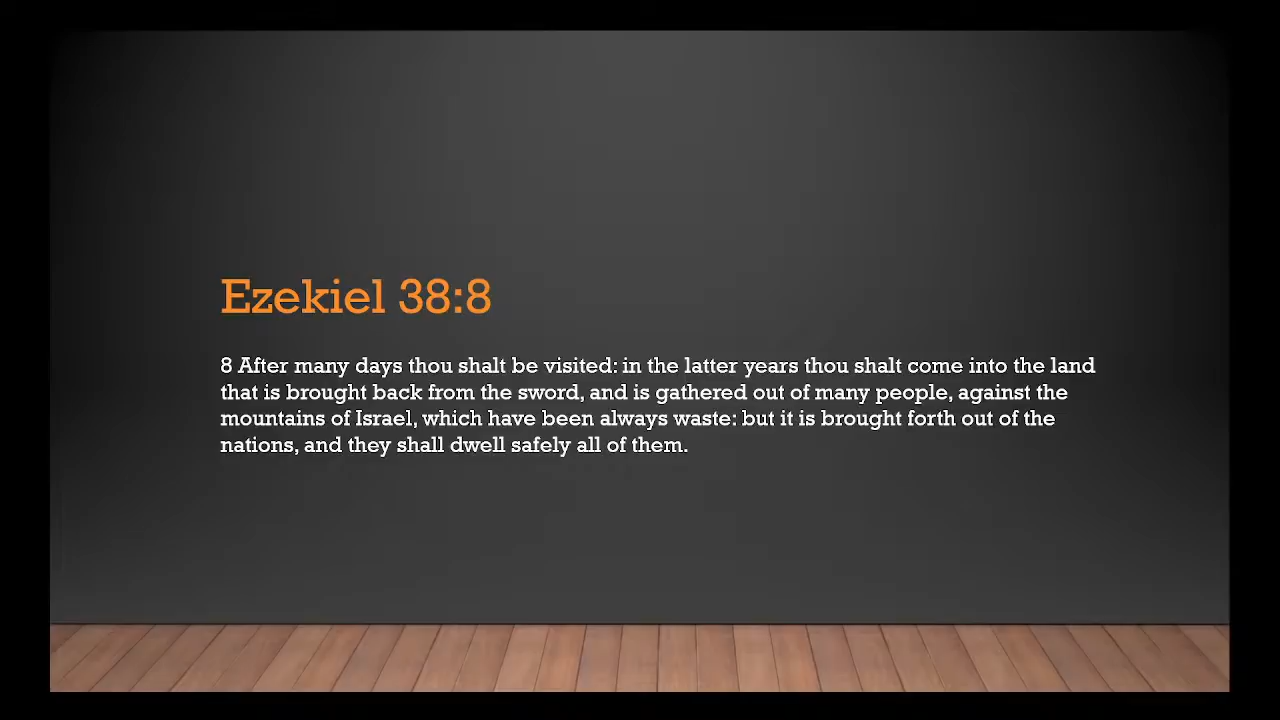 Ezekiel 38:8
8 After many days thou shalt be visited: in the latter years thou shalt come into the land
that is brought back from the sword, and is gathered out of many people, against the
mountains of Israel, which have been always waste: but it is brought forth out of the
nations, and they shall dwell safely all of them.